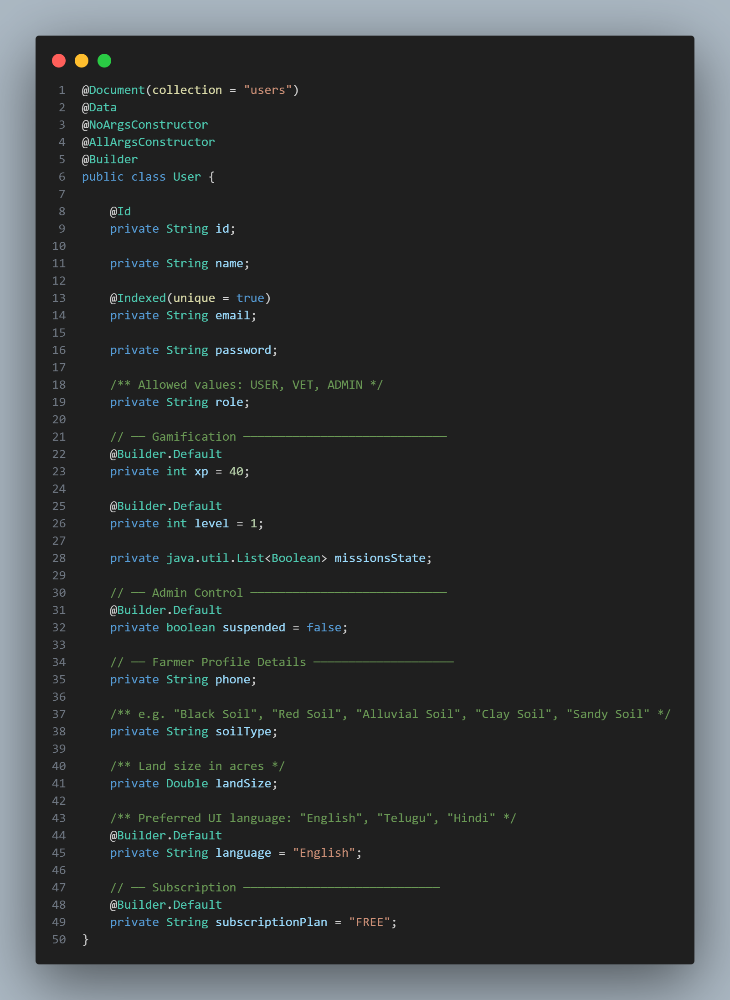 1 @Document(collection = "users")
2 @Data
3 @NoArgsConstructor
4 @AllArgsConstructor
5 @Builder
6 public class User {
7
8     @Id
9     private String id;
10
11     private String name;
12
13     @Indexed(unique = true)
14     private String email;
15
16     private String password;
17
18     /** Allowed values: USER, VET, ADMIN */
19     private String role;
20
21     // ── Gamification ─────────────────────────────
22     @Builder.Default
23     private int xp = 40;
24
25     @Builder.Default
26     private int level = 1;
27
28     private java.util.List<Boolean> missionsState;
29
30     // ── Admin Control ────────────────────────────
31     @Builder.Default
32     private boolean suspended = false;
33
34     // ── Farmer Profile Details ────────────────────
35     private String phone;
36
37     /** e.g. "Black Soil", "Red Soil", "Alluvial Soil", "Clay Soil", "Sandy Soil" */
38     private String soilType;
39
40     /** Land size in acres */
41     private Double landSize;
42
43     /** Preferred UI language: "English", "Telugu", "Hindi" */
44     @Builder.Default
45     private String language = "English";
46
47     // ── Subscription ────────────────────────────
48     @Builder.Default
49     private String subscriptionPlan = "FREE";
50 }